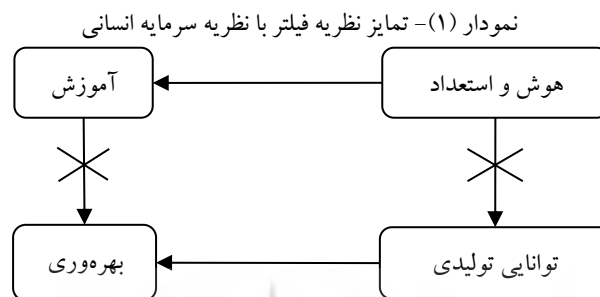 نمودار (۱)- تمایز نظریه فیلتر با نظریه سرمایه انسانی
هوش و استعداد
آموزش
توانایی تولیدی
بهره‌وری